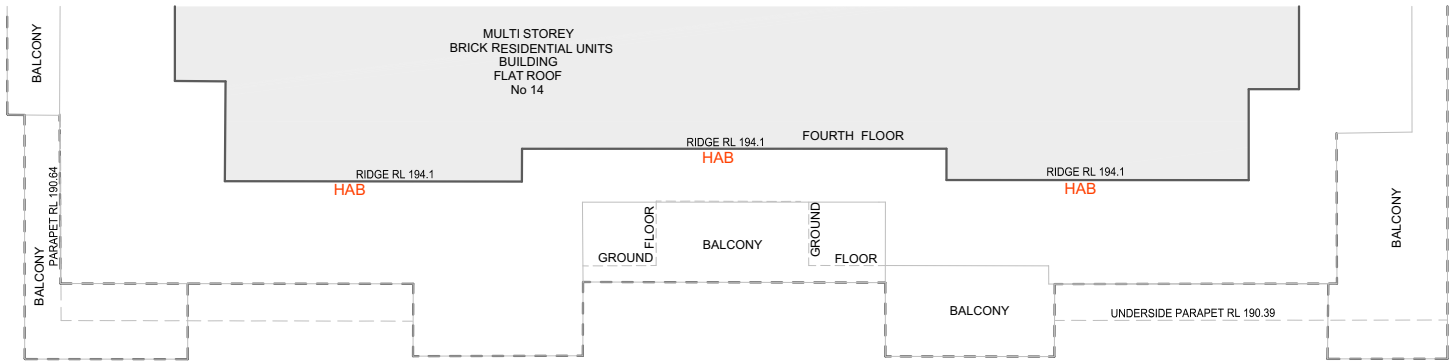 BALCONY
MULTI STOREY
BRICK RESIDENTIAL UNITS
BUILDING
FLAT ROOF
No 14
RIDGE RL 194.1
FOURTH FLOOR
HAB
RIDGE RL 194.1
HAB
RIDGE RL 194.1
HAB
PARAPET RL 190.64
BALCONY
GROUND
FLOOR
BALCONY
GROUND
FLOOR
BALCONY
BALCONY
UNDERSIDE PARAPET RL 190.39